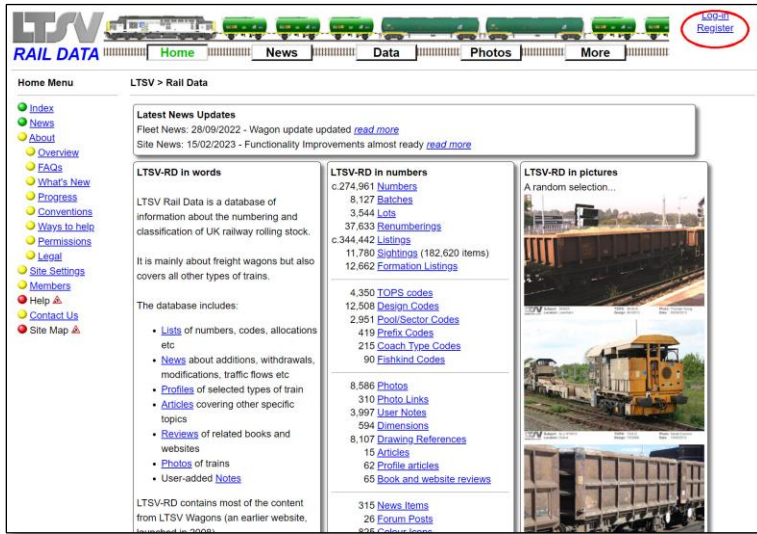 LTSV
RAIL DATA
Home
News
Data
Photos
More
Log-in
Register
Home Menu
Index
News
About
Overview
FAQs
What's New
Progress
Conventions
Ways to help
Permissions
Legal
Site Settings
Members
Help
Contact Us
Site Map
LTSV > Rail Data
Latest News Updates
Fleet News: 28/09/2022 - Wagon update updated read more
Site News: 15/02/2023 - Functionality Improvements almost ready read more
LTSV-RD in words
LTSV Rail Data is a database of
information about the numbering and
classification of UK railway rolling stock.
It is mainly about freight wagons but also
covers all other types of trains.
The database includes:
• Lists of numbers, codes, allocations
etc
• News about additions, withdrawals,
modifications, traffic flows etc
• Profiles of selected types of train
• Articles covering other specific
topics
• Reviews of related books and
websites
• Photos of trains
• User-added Notes
LTSV-RD contains most of the content
from LTSV Wagons (an earlier website,
launched in 2008)
LTSV-RD in numbers
c.274,961 Numbers
8,127 Batches
3,544 Lots
37,633 Renumberings
c.344,442 Listings
11,780 Sightings (182,620 items)
12,662 Formation Listings
4,350 TOPS codes
12,508 Design Codes
2,951 Pool/Sector Codes
419 Prefix Codes
215 Coach Type Codes
90 Fishkind Codes
8,586 Photos
310 Photo Links
3,997 User Notes
594 Dimensions
8,107 Drawing References
15 Articles
62 Profile articles
65 Book and website reviews
315 News Items
26 Forum Posts
825 Colour Icons
LTSV-RD in pictures
A random selection...
LTSV
LTSV